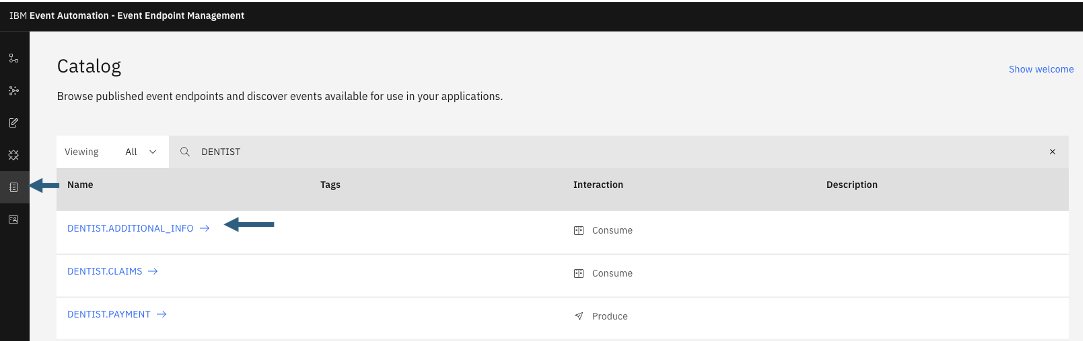 IBM Event Automation - Event Endpoint Management
Catalog
Show welcome
Browse published event endpoints and discover events available for use in your applications.
Viewing All DENTIST
Name Tags Interaction Description
DENTIST.ADDITIONAL_INFO Consume
DENTIST.CLAIMS Consume
DENTIST.PAYMENT Produce